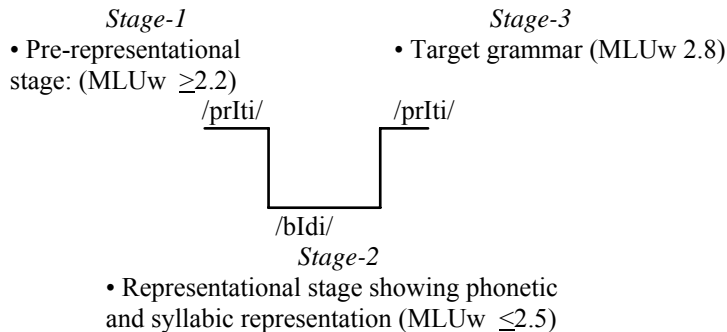 Stage-1
• Pre-representational
stage: (MLUw ≥2.2)
Stage-3
• Target grammar (MLUw 2.8)
/prIti/
/prIti/
/bIdi/
Stage-2
• Representational stage showing phonetic
and syllabic representation (MLUw ≤2.5)